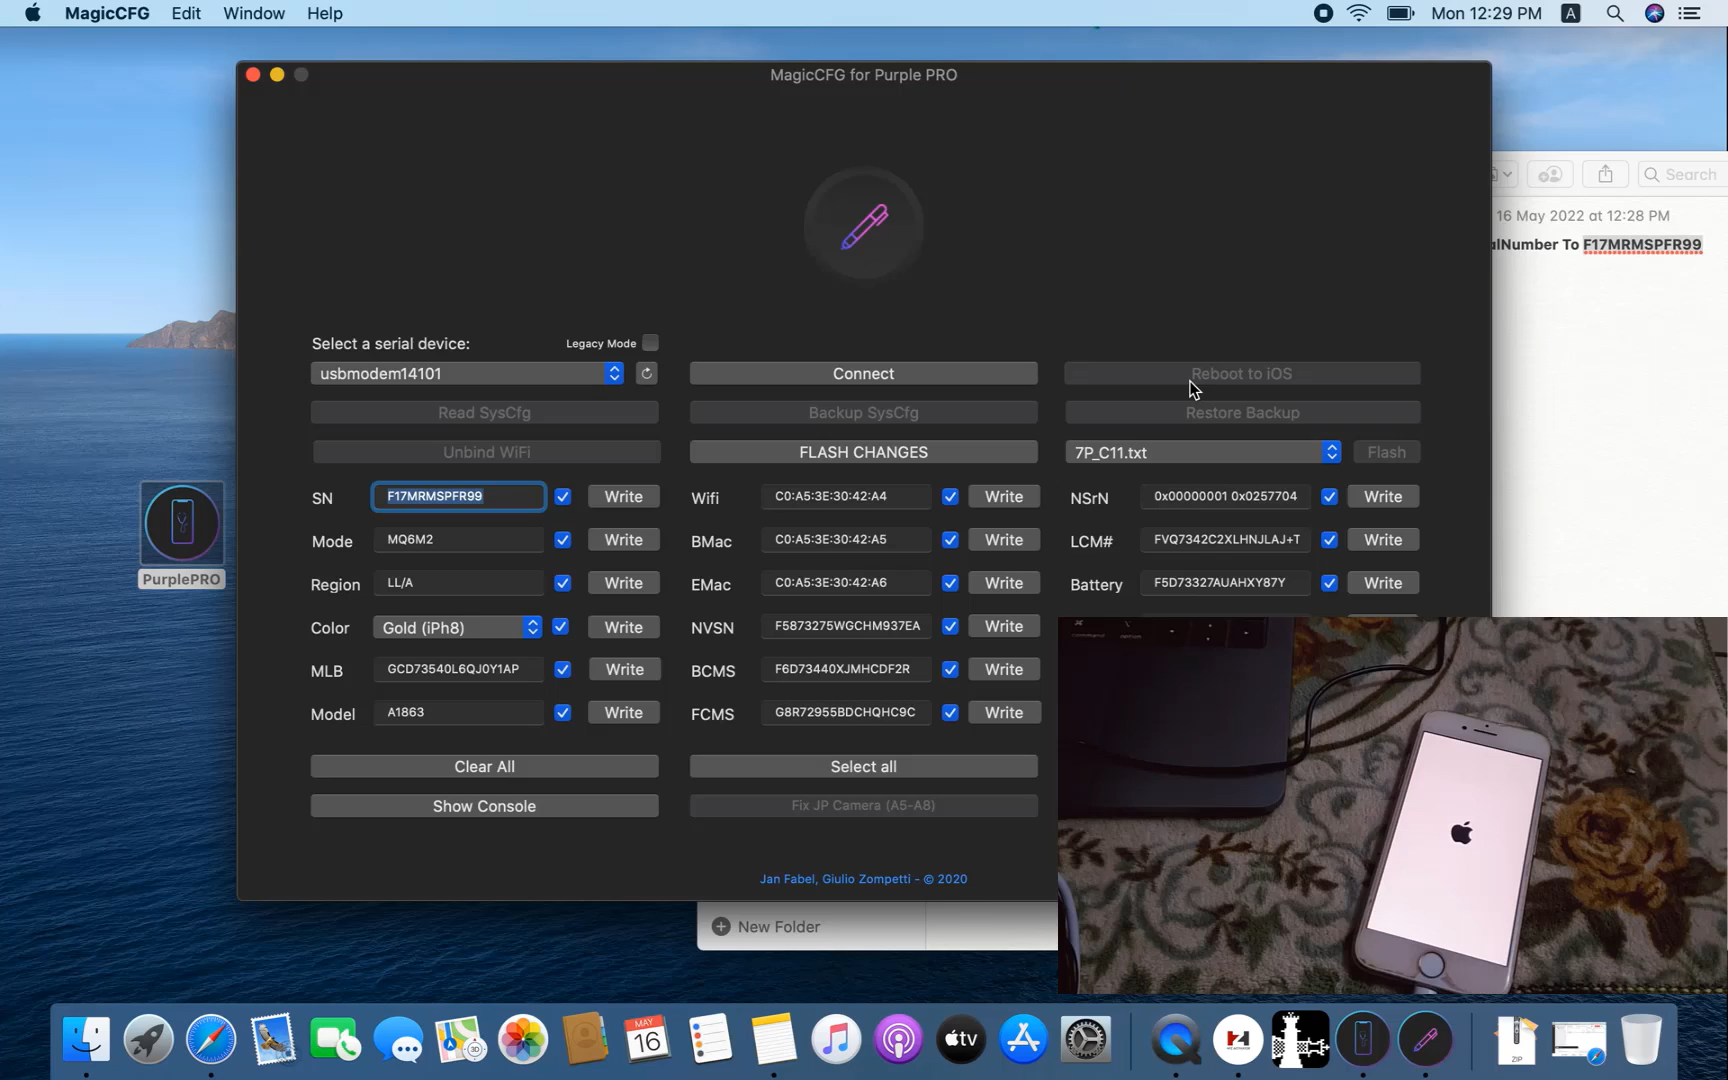 MagicCFG Edit Window Help
Mon 12:29 PM A
MagicCFG for Purple PRO
Search
16 May 2022 at 12:28 PM
alNumber To F17MRMSPFR99
Select a serial device:
Legacy Mode
usbmodem14101
Connect
Reboot to iOS
Read SysCfg
Backup SysCfg
Restore Backup
Unbind WiFi
FLASH CHANGES
7P_C11.txt
Flash
SN F17MRMSPFR99 Write
Wifi C0:A5:3E:30:42:A4 Write
NSrN 0x00000001 0x0257704 Write
Mode MQ6M2 Write
BMac C0:A5:3E:30:42:A5 Write
LCM# FVQ7342C2XLHNJLAJ+T Write
Region LL/A Write
EMac C0:A5:3E:30:42:A6 Write
Battery F5D73327AUAHXY87Y Write
Color Gold (iPh8) Write
NVSN F5873275WGCHM937EA Write
MLB GCD73540L6QJ0Y1AP Write
BCMS F6D73440XJMHCDF2R Write
Model A1863 Write
FCMS G8R72955BDCHQHC9C Write
Clear All
Select all
Show Console
Fix JP Camera (A5-A8)
Jan Fabel, Giulio Zompetti - © 2020
PurplePRO
New Folder
command option
MAY
16
3D
tv
ZIP